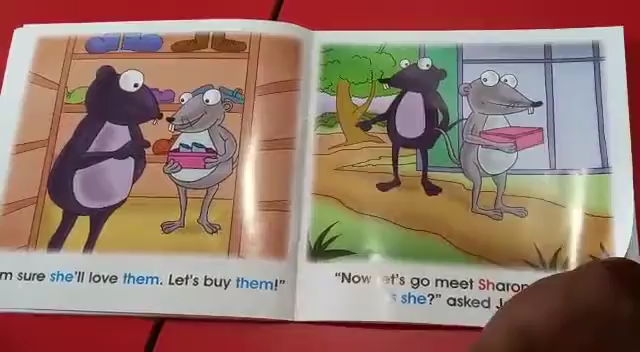 m sure she'll love them. Let's buy them!"
"Now let's go meet Sharon
she?" asked